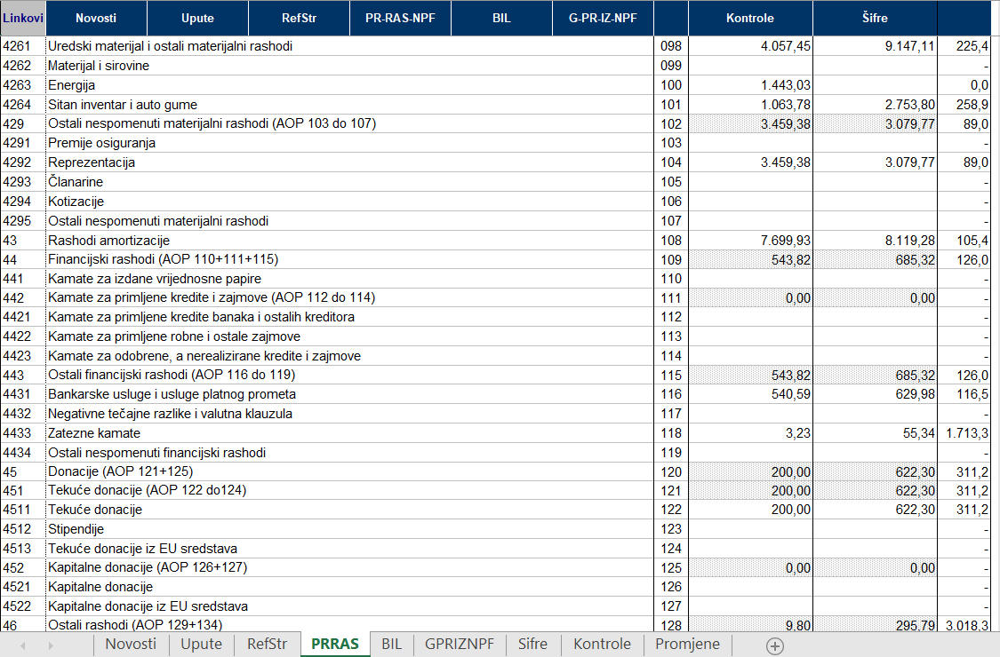 Linkovi Novosti Upute RefStr PR-RAS-NPF BIL G-PR-IZ-NPF Kontrole Šifre
4261 Uredski materijal i ostali materijalni rashodi 098 4.057,45 9.147,11 225,4
4262 Materijal i sirovine 099 -
4263 Energija 100 1.443,03 0,0
4264 Sitan inventar i auto gume 101 1.063,78 2.753,80 258,9
429 Ostali nespomenuti materijalni rashodi (AOP 103 do 107) 102 3.459,38 3.079,77 89,0
4291 Premije osiguranja 103 -
4292 Reprezentacija 104 3.459,38 3.079,77 89,0
4293 Članarine 105 -
4294 Kotizacije 106 -
4295 Ostali nespomenuti materijalni rashodi 107 -
43 Rashodi amortizacije 108 7.699,93 8.119,28 105,4
44 Financijski rashodi (AOP 110+111+115) 109 543,82 685,32 126,0
441 Kamate za izdane vrijednosne papire 110 -
442 Kamate za primljene kredite i zajmove (AOP 112 do 114) 111 0,00 0,00 -
4421 Kamate za primljene kredite banaka i ostalih kreditora 112 -
4422 Kamate za primljene robne i ostale zajmove 113 -
4423 Kamate za odobrene, a nerealizirane kredite i zajmove 114 -
443 Ostali financijski rashodi (AOP 116 do 119) 115 543,82 685,32 126,0
4431 Bankarske usluge i usluge platnog prometa 116 540,59 629,98 116,5
4432 Negativne tečajne razlike i valutna klauzula 117 -
4433 Zatezne kamate 118 3,23 55,34 1.713,3
4434 Ostali nespomenuti financijski rashodi 119 -
45 Donacije (AOP 121+125) 120 200,00 622,30 311,2
451 Tekuće donacije (AOP 122 do124) 121 200,00 622,30 311,2
4511 Tekuće donacije 122 200,00 622,30 311,2
4512 Stipendije 123 -
4513 Tekuće donacije iz EU sredstava 124 -
452 Kapitalne donacije (AOP 126+127) 125 0,00 0,00 -
4521 Kapitalne donacije 126 -
4522 Kapitalne donacije iz EU sredstava 127 -
46 Ostali rashodi (AOP 129+134) 128 9,80 295,79 3.018,3
Novosti Upute RefStr PRRAS BIL GPRIZNPF Sifre Kontrole Promjene